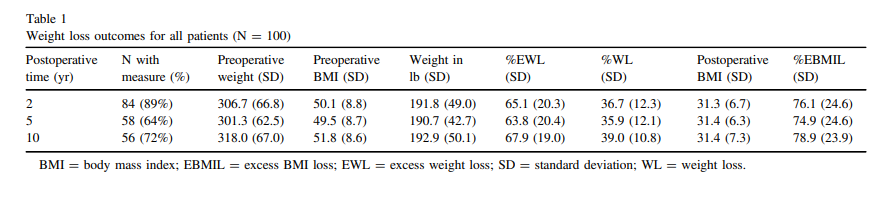 Table 1
Weight loss outcomes for all patients (N = 100)
Postoperative N with Preoperative Preoperative Weight in %EWL %WL Postoperative %EBMIL
time (yr) measure (%) weight (SD) BMI (SD) lb (SD) (SD) (SD) BMI (SD) (SD)
2 84 (89%) 306.7 (66.8) 50.1 (8.8) 191.8 (49.0) 65.1 (20.3) 36.7 (12.3) 31.3 (6.7) 76.1 (24.6)
5 58 (64%) 301.3 (62.5) 49.5 (8.7) 190.7 (42.7) 63.8 (20.4) 35.9 (12.1) 31.4 (6.3) 74.9 (24.6)
10 56 (72%) 318.0 (67.0) 51.8 (8.6) 192.9 (50.1) 67.9 (19.0) 39.0 (10.8) 31.4 (7.3) 78.9 (23.9)
BMI = body mass index; EBMIL = excess BMI loss; EWL = excess weight loss; SD = standard deviation; WL = weight loss.